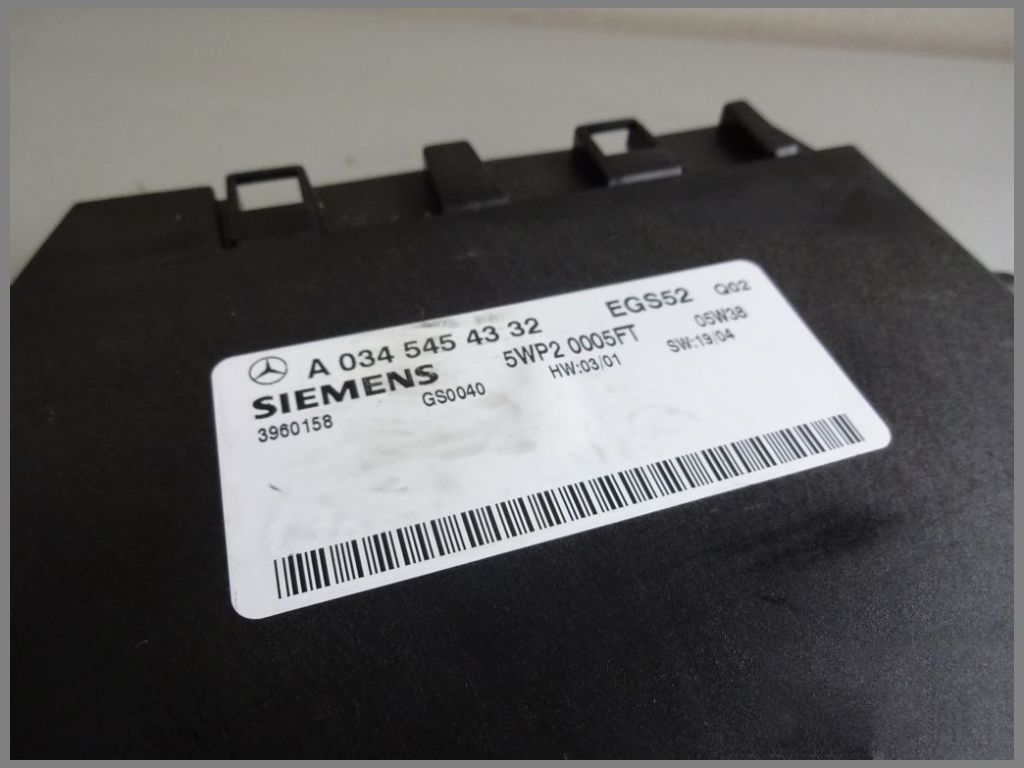 A 034 545 43 32 EGS52 Q02
SIEMENS 5WP2 0005FT 05W38
3960158 GS0040 HW:03/01 SW:19/04